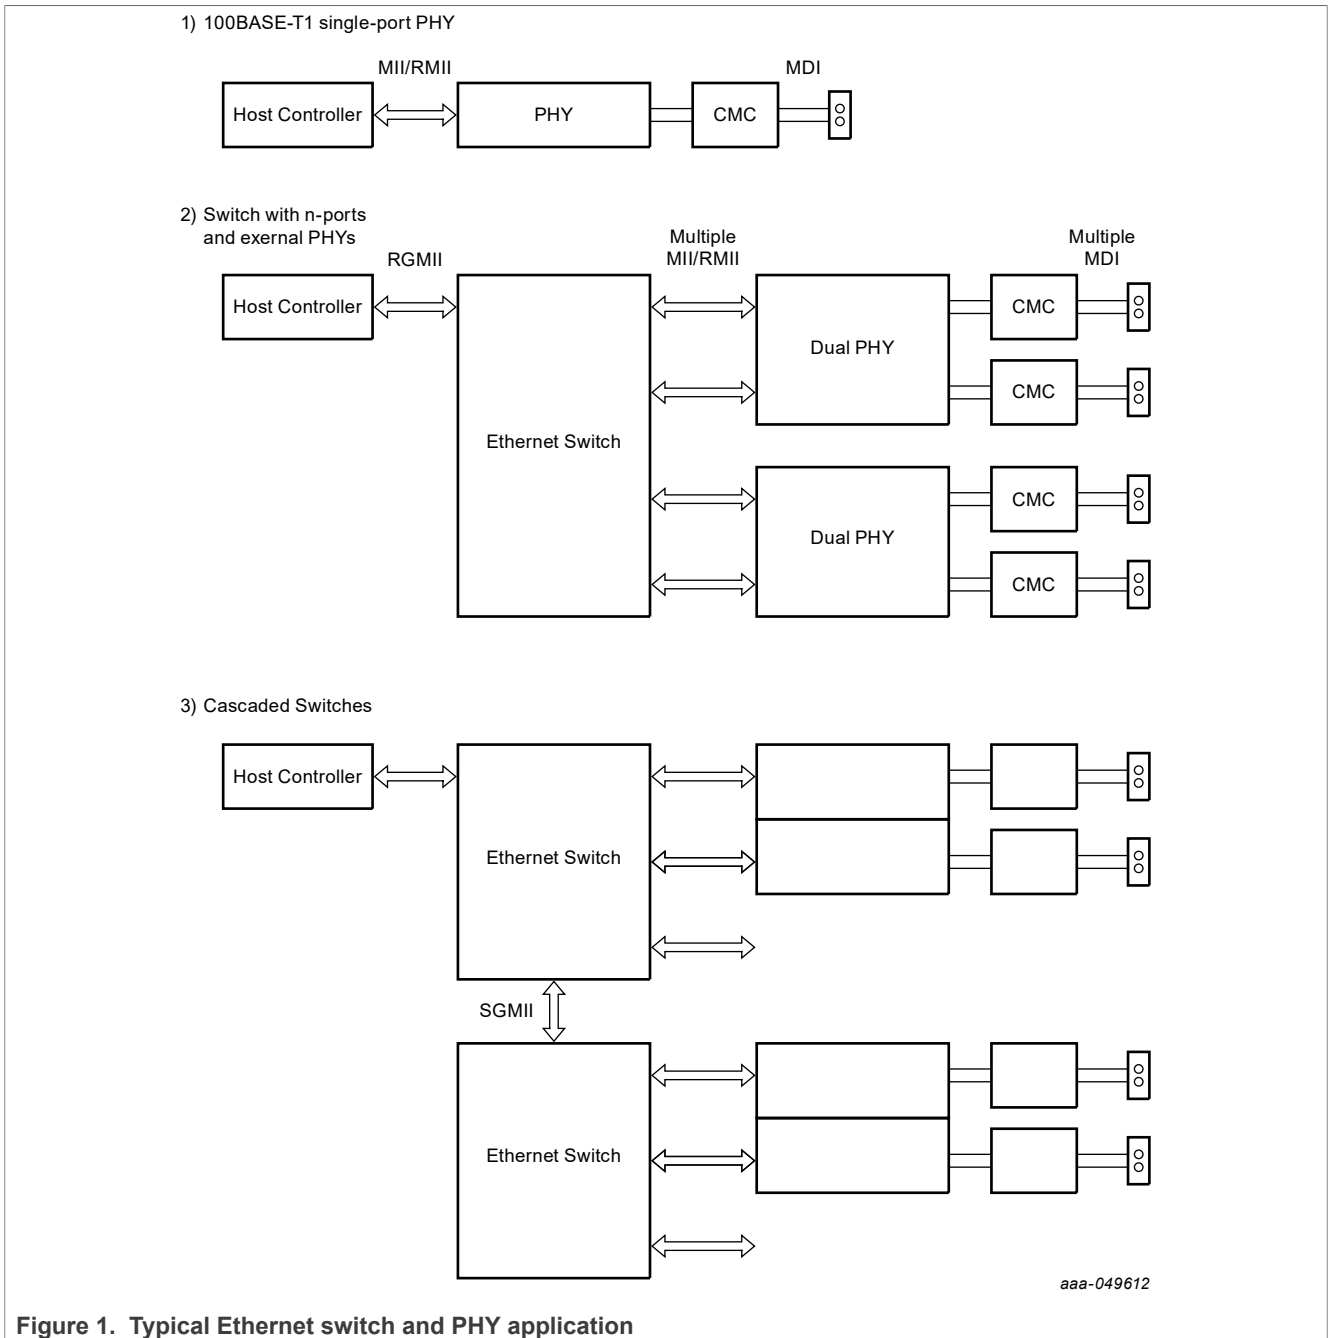 1) 100BASE-T1 single-port PHY
MII/RMII
MDI
Host Controller
PHY
CMC
2) Switch with n-ports
and exernal PHYs
RGMII
Multiple
MII/RMII
Multiple
MDI
Host Controller
Ethernet Switch
Dual PHY
CMC
CMC
Dual PHY
CMC
CMC
3) Cascaded Switches
Host Controller
Ethernet Switch
SGMII
Ethernet Switch
aaa-049612
Figure 1. Typical Ethernet switch and PHY application